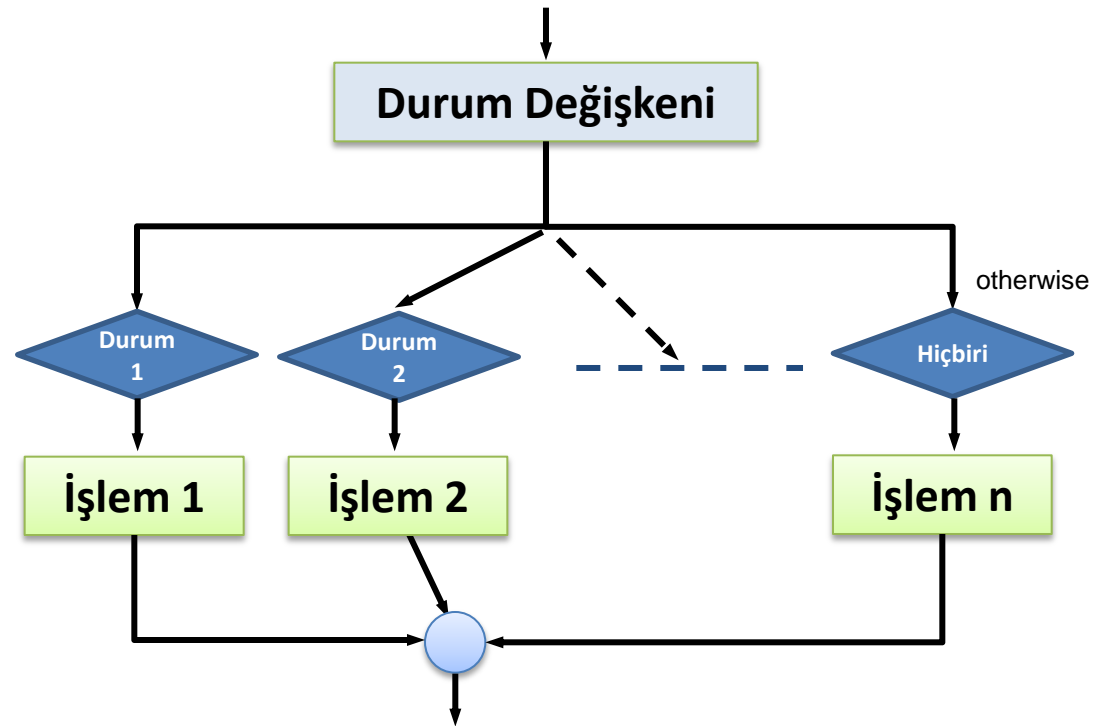 Durum Değişkeni
otherwise
Durum
1
Durum
2
Hiçbiri
İşlem 1
İşlem 2
İşlem n